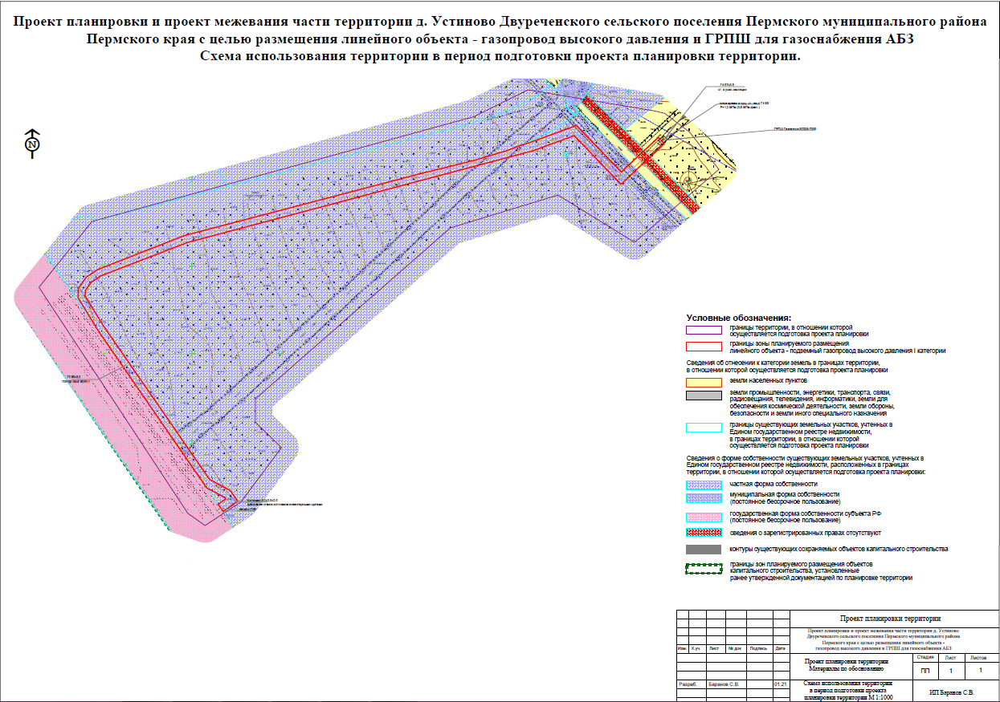 Проект планировки и проект межевания части территории д. Устиново Двуреченского сельского поселения Пермского муниципального района
Пермского края с целью размещения линейного объекта - газопровод высокого давления и ГРПШ для газоснабжения АБЗ
Схема использования территории в период подготовки проекта планировки территории.
N
Условные обозначения:
границы территории, в отношении которой
осуществляется подготовка проекта планировки
границы зоны планируемого размещения
линейного объекта - подземный газопровод высокого давления I категории
Сведения об отнесении к категории земель в границах территории,
в отношении которой осуществляется подготовка проекта планировки
земли населенных пунктов
земли промышленности, энергетики, транспорта, связи,
радиовещания, телевидения, информатики, земли для
обеспечения космической деятельности, земли обороны,
безопасности и земли иного специального назначения
границы существующих земельных участков, учтенных в
Едином государственном реестре недвижимости,
в границах территории, в отношении которой
осуществляется подготовка проекта планировки
Сведения о форме собственности существующих земельных участков, учтенных в
Едином государственном реестре недвижимости, расположенных в границах
территории, в отношении которой осуществляется подготовка проекта планировки:
частная форма собственности
муниципальная форма собственности
(постоянное бессрочное пользование)
государственная форма собственности субъекта РФ
(постоянное бессрочное пользование)
сведения о зарегистрированных правах отсутствуют
контуры существующих сохраняемых объектов капитального строительства
границы зон планируемого размещения объектов
капитального строительства, установленные
ранее утвержденной документацией по планировке территории
Проект планировки территории
Проект планировки и проект межевания части территории д. Устиново
Двуреченского сельского поселения Пермского муниципального района
Пермского края с целью размещения линейного объекта -
газопровод высокого давления и ГРПШ для газоснабжения АБЗ
Изм. К.уч Лист № док Подпись Дата
Проект планировки территории
Материалы по обоснованию
Стадия Лист Листов
ПП 1 1
Разраб. Баранов С.В. 01.21
Схема использования территории
в период подготовки проекта
планировки территории М 1:1000
ИП Баранов С.В.